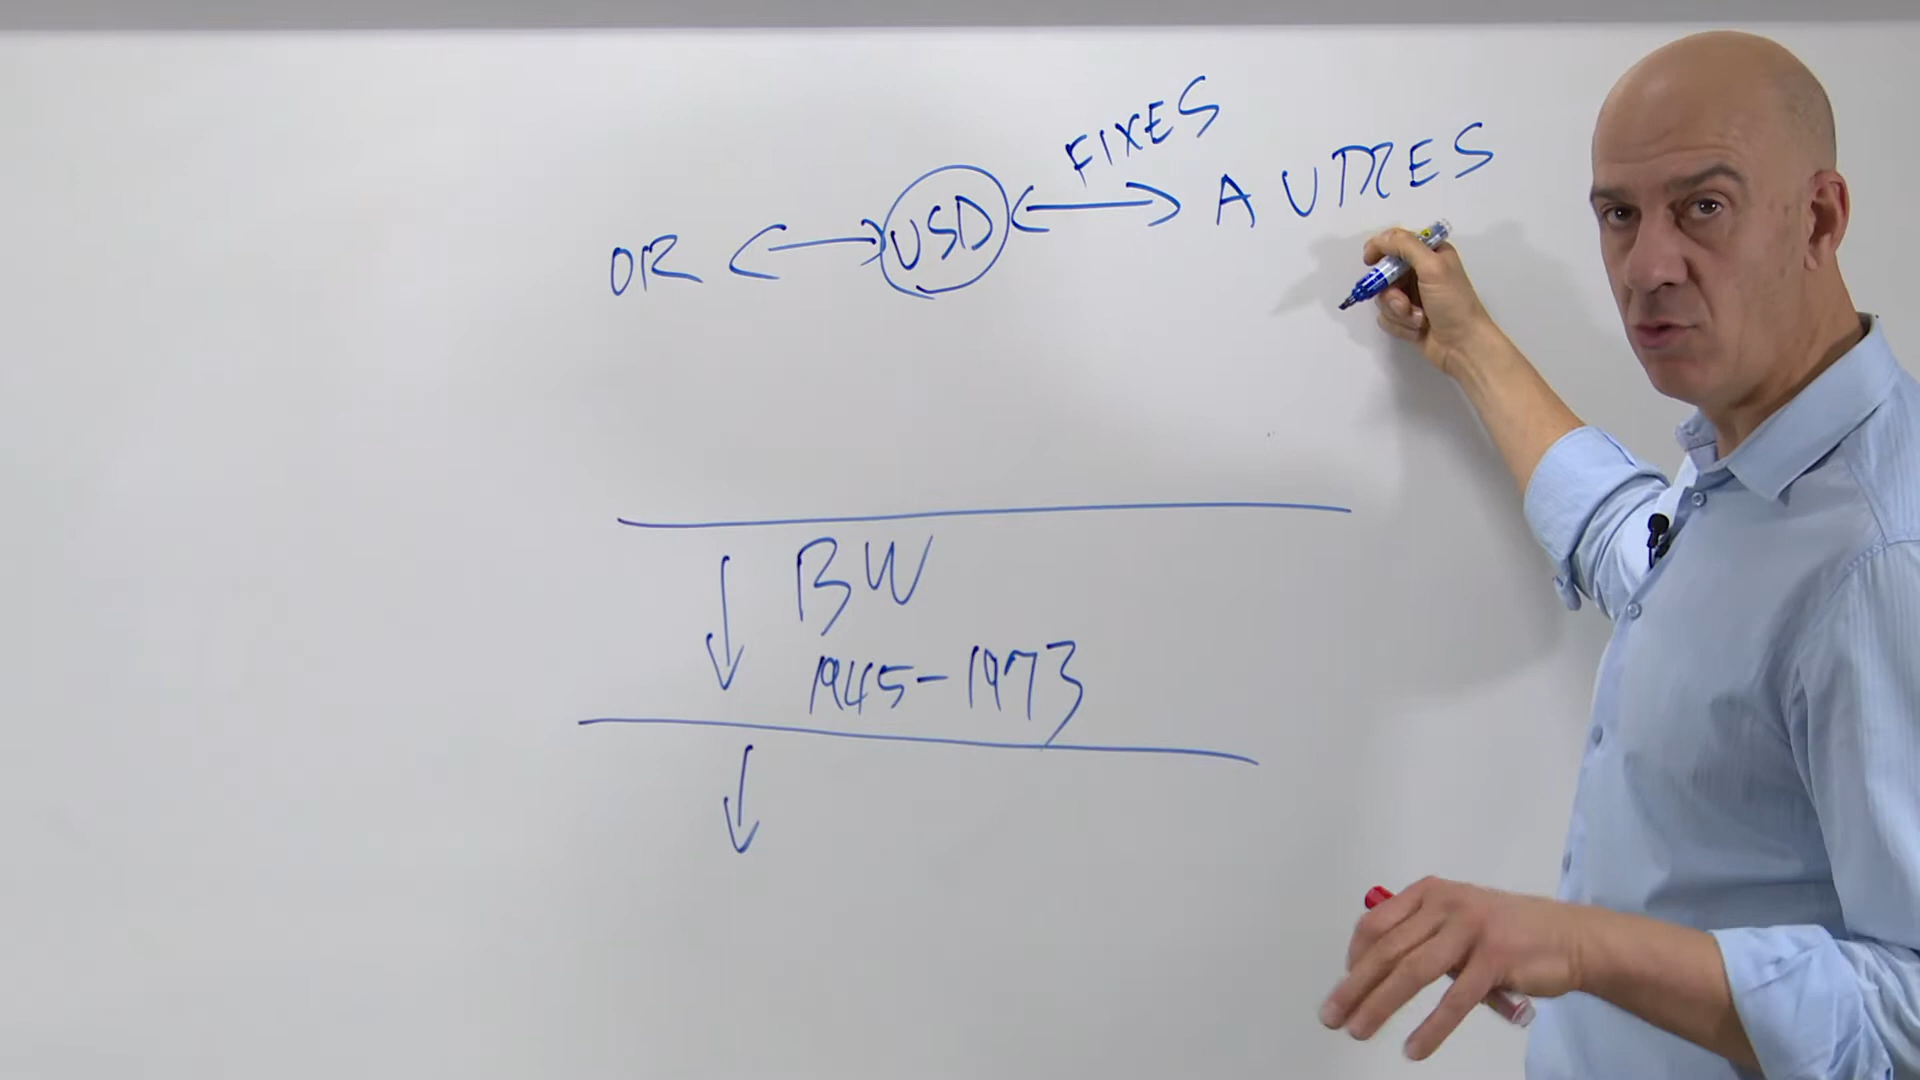 FIXES
OR ↔ USD ↔ AUTRES
BW
1945-1973